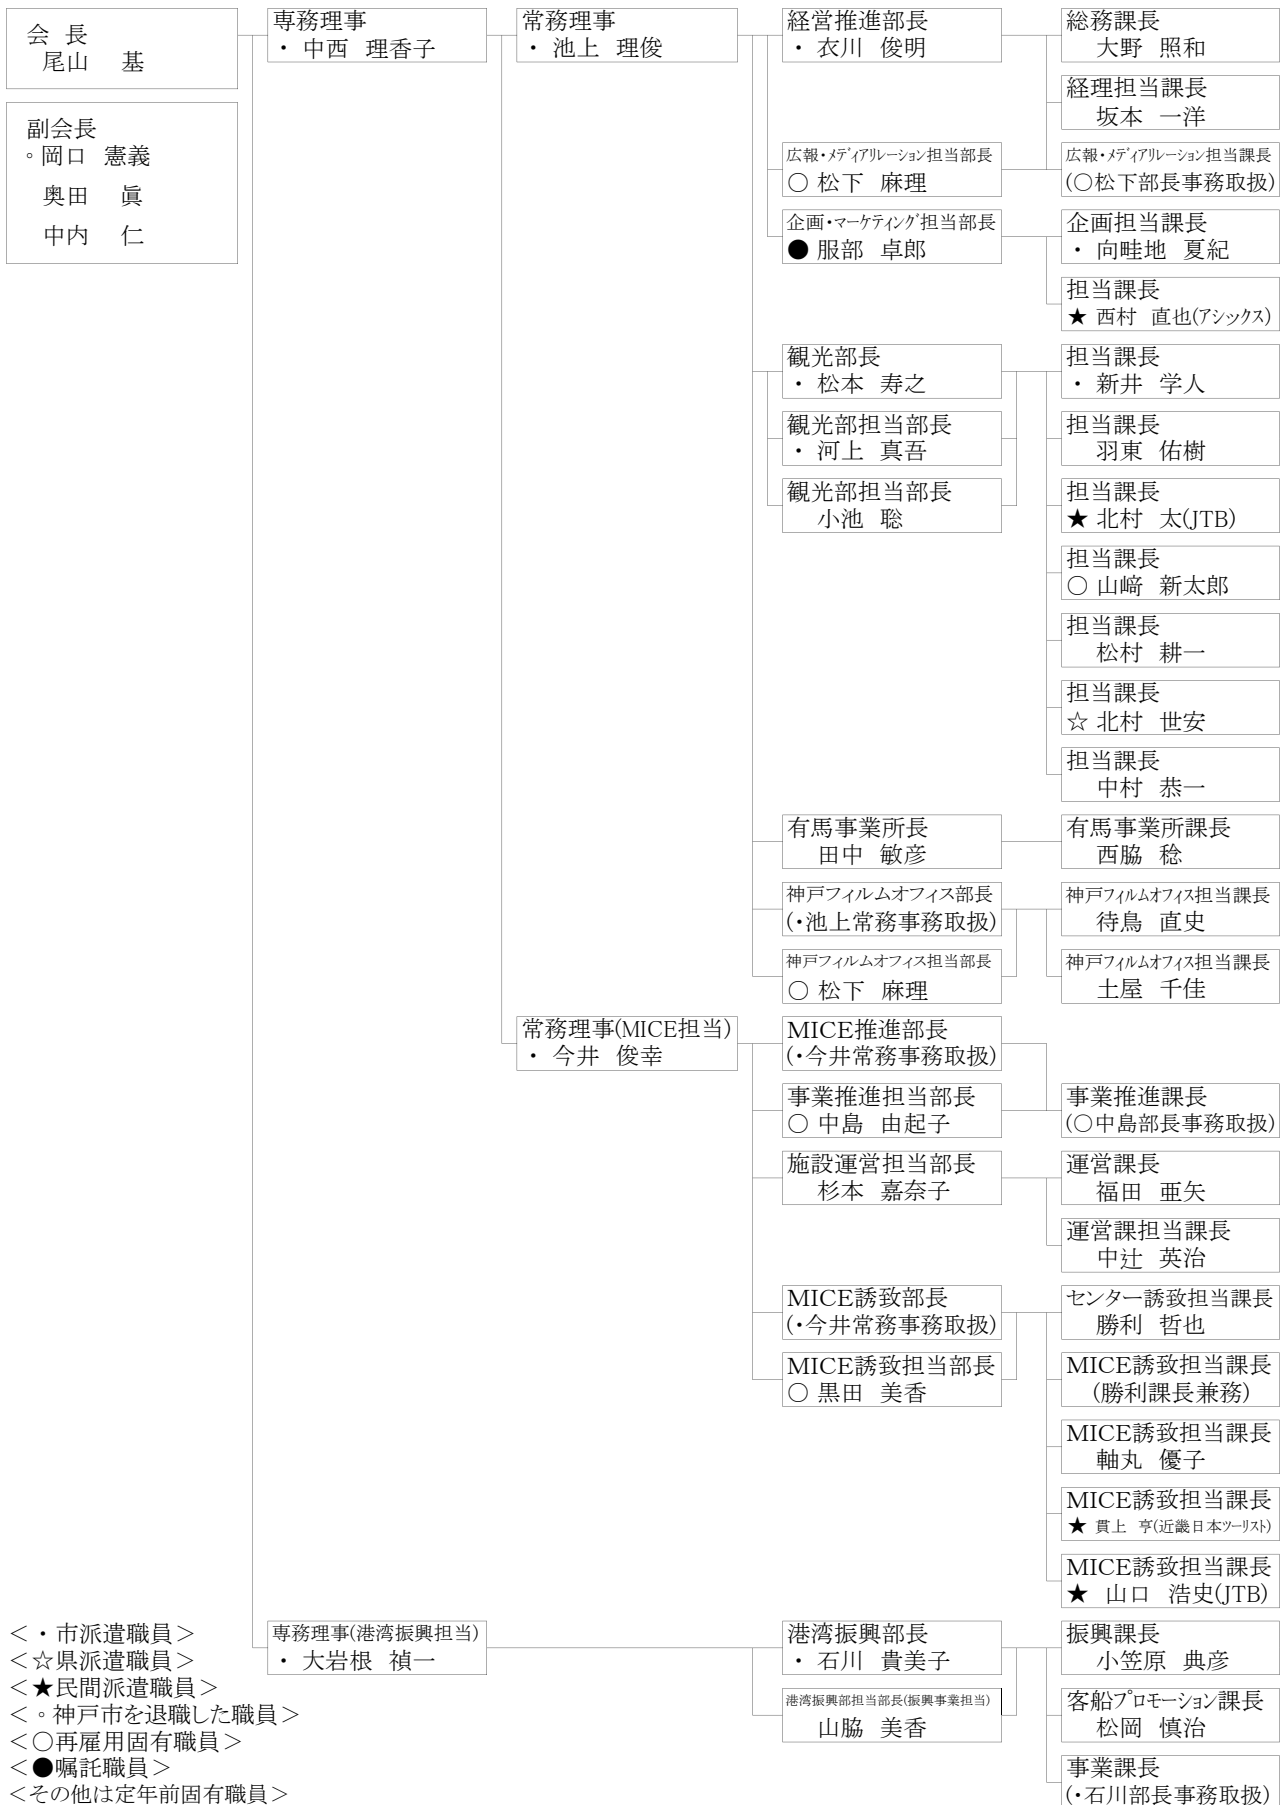 会 長
尾山 基
副会長
◦岡口 憲義
奥田 眞
中内 仁
専務理事
・ 中西 理香子
常務理事
・ 池上 理俊
経営推進部長
・ 衣川 俊明
総務課長
大野 照和
経理担当課長
坂本 一洋
広報・メディアリレーション担当部長
○ 松下 麻理
広報・メディアリレーション担当課長
(○松下部長事務取扱)
企画・マーケティング担当部長
● 服部 卓郎
企画担当課長
・ 向畦地 夏紀
担当課長
★ 西村 直也(アシックス)
観光部長
・ 松本 寿之
担当課長
・ 新井 学人
観光部担当部長
・ 河上 真吾
担当課長
羽東 佑樹
観光部担当部長
小池 聡
担当課長
★ 北村 太(JTB)
担当課長
○ 山﨑 新太郎
担当課長
松村 耕一
担当課長
☆ 北村 世安
担当課長
中村 恭一
有馬事業所長
田中 敏彦
有馬事業所課長
西脇 稔
神戸フィルムオフィス部長
(・池上常務事務取扱)
神戸フィルムオフィス担当課長
待鳥 直史
神戸フィルムオフィス担当部長
○ 松下 麻理
神戸フィルムオフィス担当課長
土屋 千佳
常務理事(MICE担当)
・ 今井 俊幸
MICE推進部長
(・今井常務事務取扱)
事業推進担当部長
○ 中島 由起子
事業推進課長
(○中島部長事務取扱)
施設運営担当部長
杉本 嘉奈子
運営課長
福田 亜矢
運営課担当課長
中辻 英治
MICE誘致部長
(・今井常務事務取扱)
センター誘致担当課長
勝利 哲也
MICE誘致担当部長
○ 黒田 美香
MICE誘致担当課長
(勝利課長兼務)
MICE誘致担当課長
軸丸 優子
MICE誘致担当課長
★ 貫上 亨(近畿日本ツーリスト)
MICE誘致担当課長
★ 山口 浩史(JTB)
専務理事(港湾振興担当)
・ 大岩根 禎一
港湾振興部長
・ 石川 貴美子
振興課長
小笠原 典彦
港湾振興部担当部長(振興事業担当)
山脇 美香
客船プロモーション課長
松岡 慎治
事業課長
(・石川部長事務取扱)
＜・市派遣職員＞
＜☆県派遣職員＞
＜★民間派遣職員＞
＜◦神戸市を退職した職員＞
＜○再雇用固有職員＞
＜●嘱託職員＞
＜その他は定年前固有職員＞